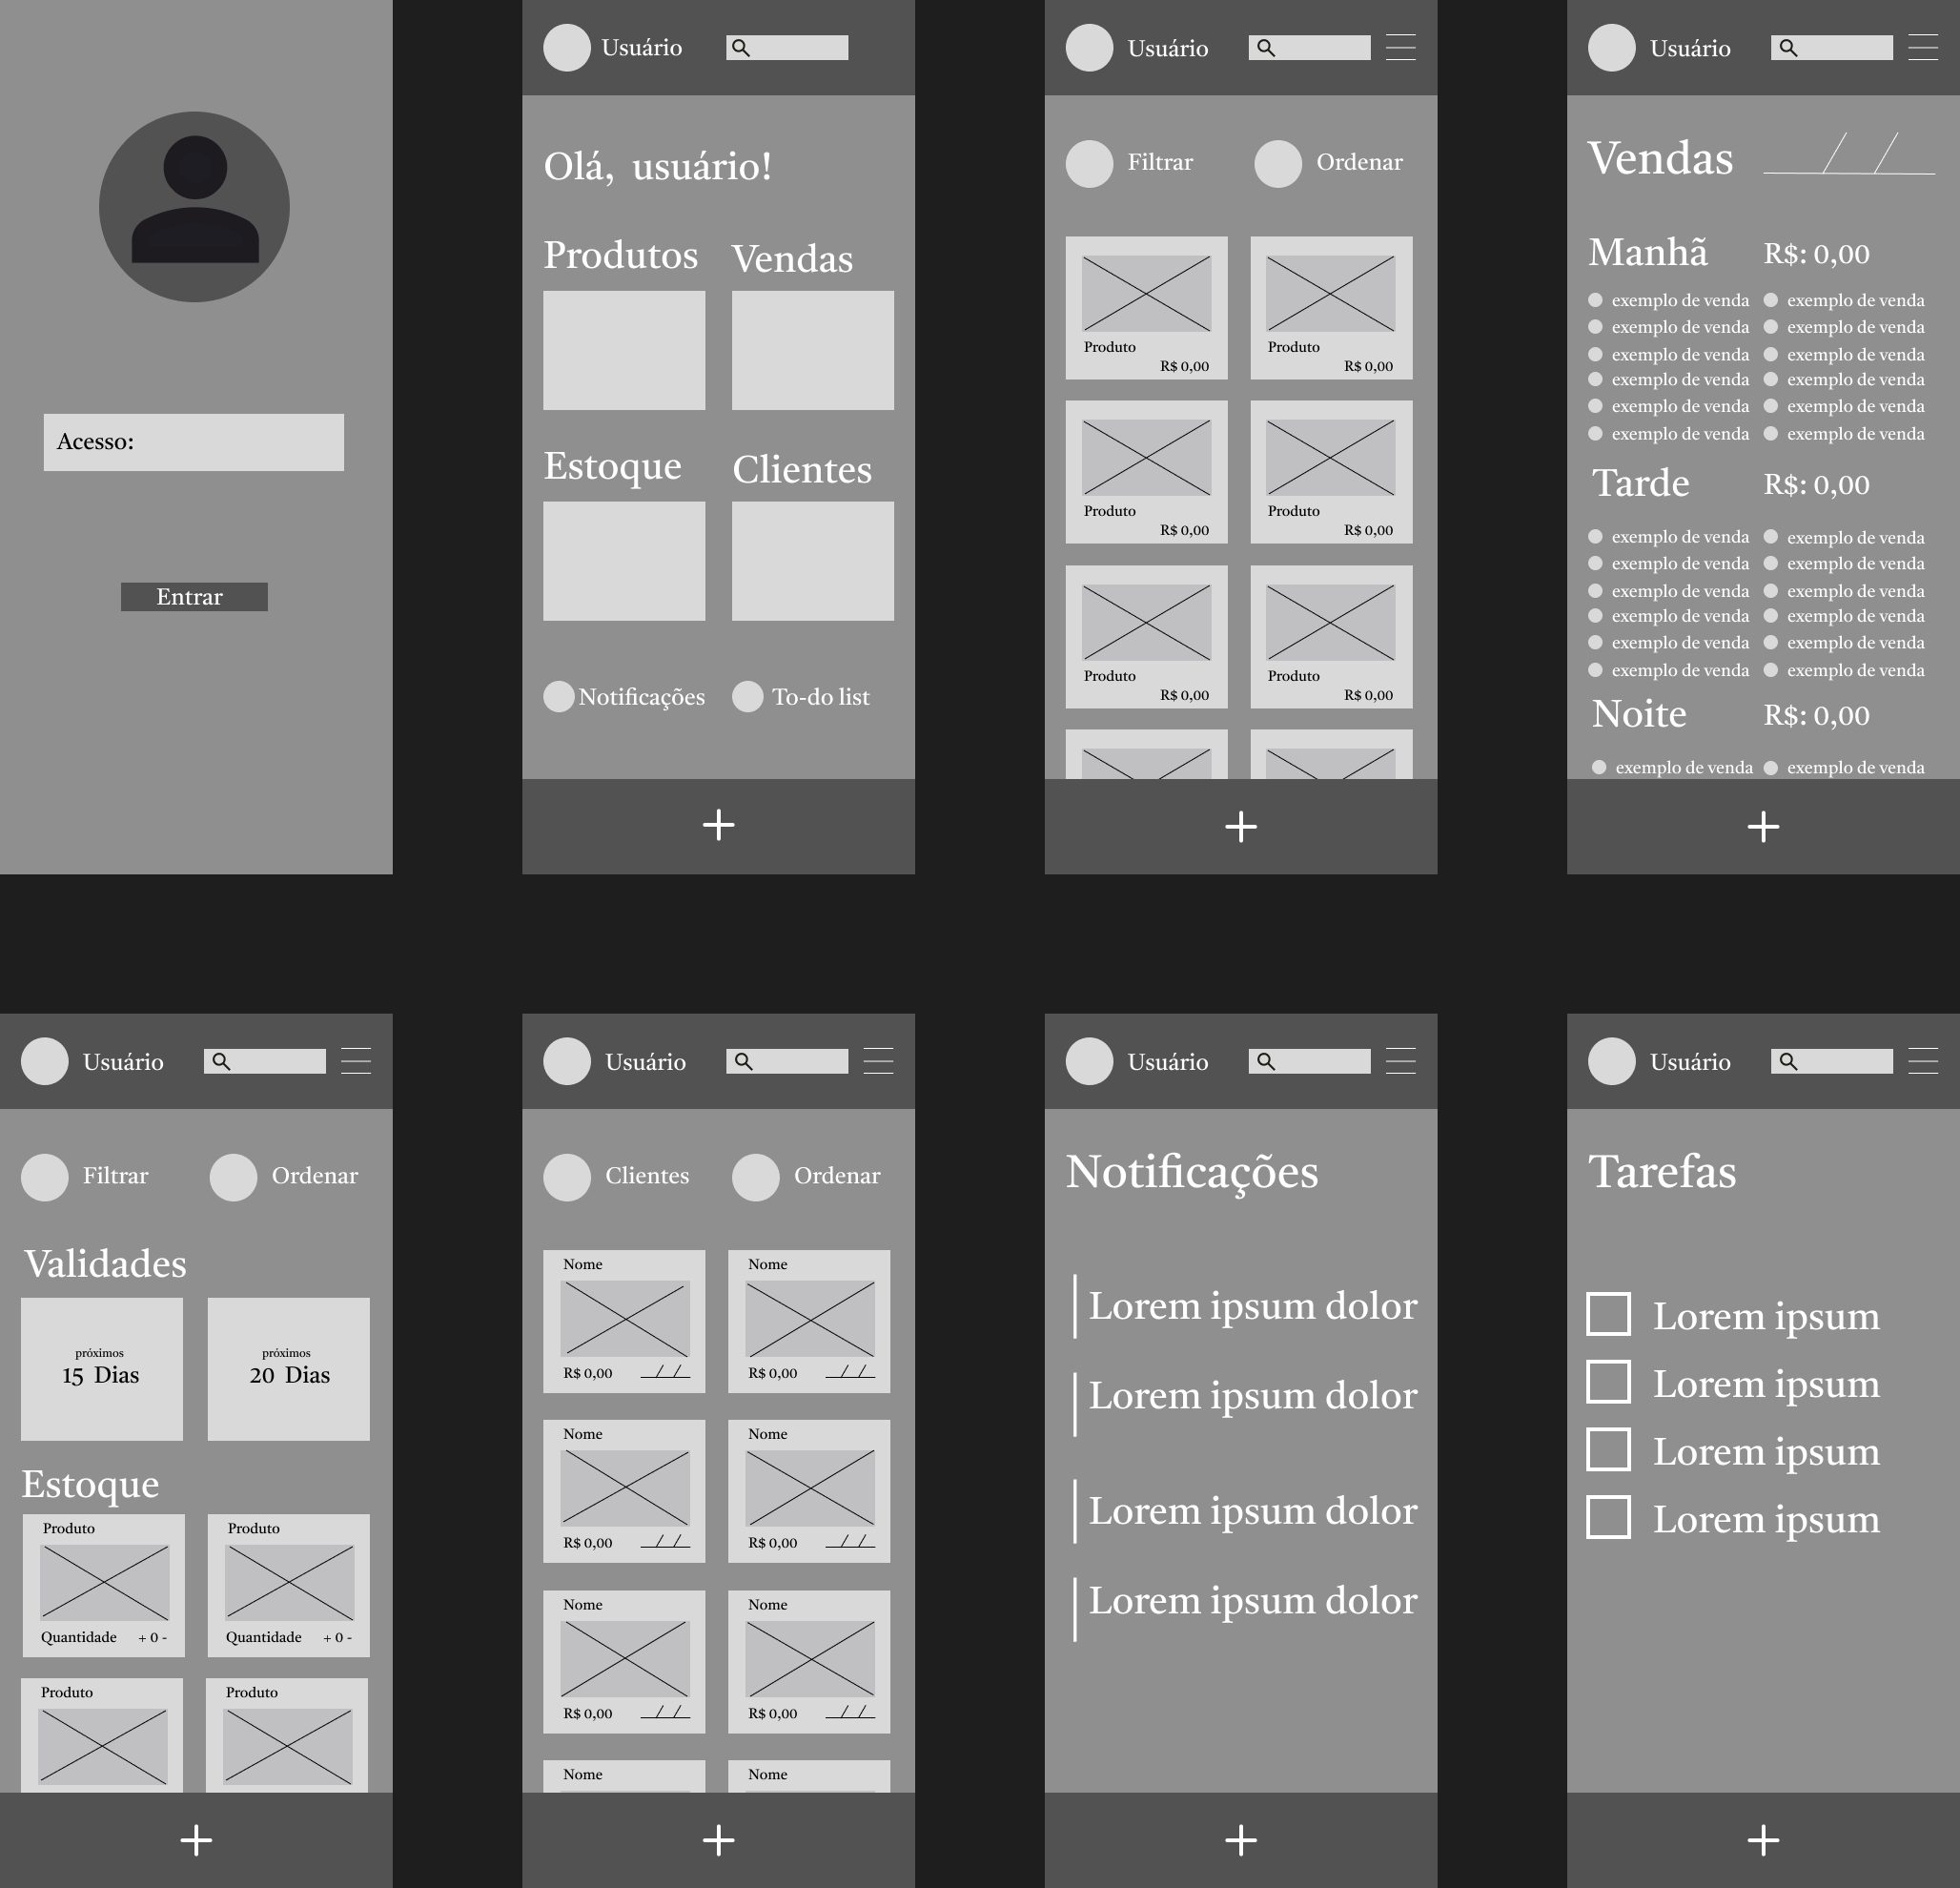 Acesso:
Entrar
Usuário
Olá, usuário!
Produtos Vendas
Estoque Clientes
Notificações To-do list
+
Usuário
Filtrar Ordenar
Produto Produto
R$ 0,00 R$ 0,00
Produto Produto
R$ 0,00 R$ 0,00
Produto Produto
R$ 0,00 R$ 0,00
+
Usuário
Vendas / /
Manhã R$: 0,00
exemplo de venda exemplo de venda
exemplo de venda exemplo de venda
exemplo de venda exemplo de venda
exemplo de venda exemplo de venda
exemplo de venda exemplo de venda
exemplo de venda exemplo de venda
Tarde R$: 0,00
exemplo de venda exemplo de venda
exemplo de venda exemplo de venda
exemplo de venda exemplo de venda
exemplo de venda exemplo de venda
exemplo de venda exemplo de venda
exemplo de venda exemplo de venda
Noite R$: 0,00
exemplo de venda exemplo de venda
+
Usuário
Filtrar Ordenar
Validades
próximos próximos
15 Dias 20 Dias
Estoque
Produto Produto
Quantidade + 0 - Quantidade + 0 -
Produto Produto
+
Usuário
Clientes Ordenar
Nome Nome
R$ 0,00 / / R$ 0,00 / /
Nome Nome
R$ 0,00 / / R$ 0,00 / /
Nome Nome
R$ 0,00 / / R$ 0,00 / /
Nome Nome
+
Usuário
Notificações
Lorem ipsum dolor
Lorem ipsum dolor
Lorem ipsum dolor
Lorem ipsum dolor
+
Usuário
Tarefas
Lorem ipsum
Lorem ipsum
Lorem ipsum
Lorem ipsum
+